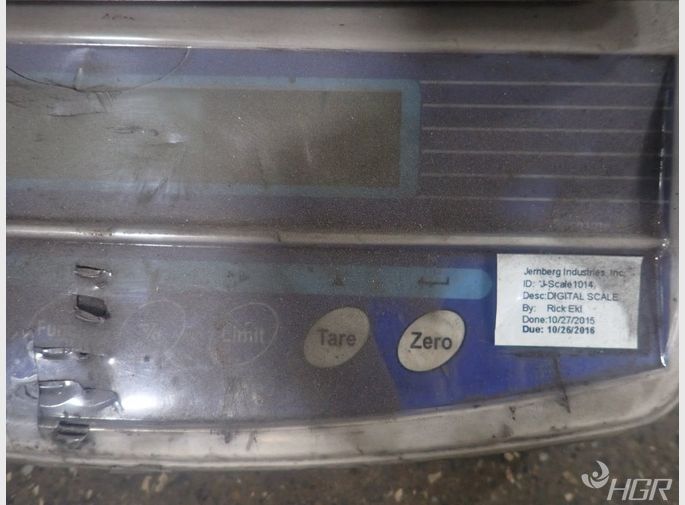 Jernberg Industries, Inc.
ID: "J-Scale1014
Desc:DIGITAL SCALE
By: Rick Ekl
Done:10/27/2015
Due: 10/26/2016
Limit
Tare
Zero
HGR